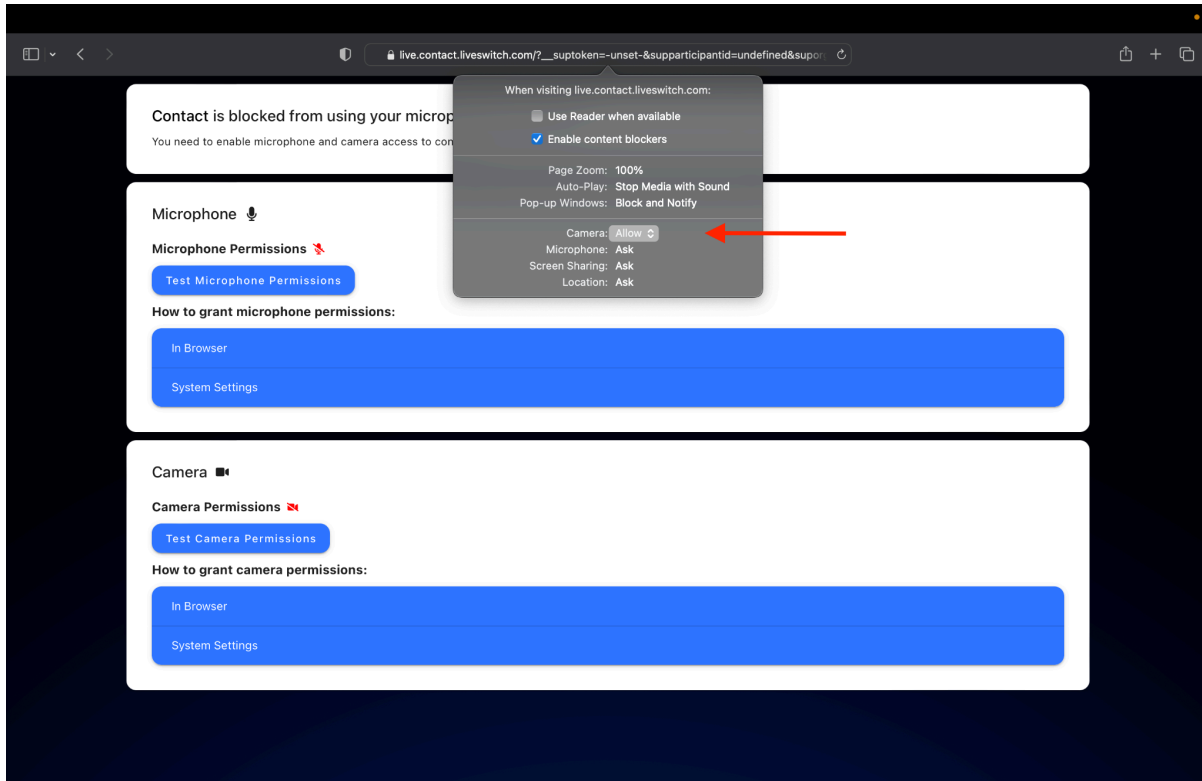 live.contact.liveswitch.com/?__suptoken=-unset-&supparticipantid=undefined&supor
Contact is blocked from using your microp
You need to enable microphone and camera access to con
When visiting live.contact.liveswitch.com:
Use Reader when available
Enable content blockers
Page Zoom: 100%
Auto-Play: Stop Media with Sound
Pop-up Windows: Block and Notify
Camera: Allow
Microphone: Ask
Screen Sharing: Ask
Location: Ask
Microphone
Microphone Permissions
Test Microphone Permissions
How to grant microphone permissions:
In Browser
System Settings
Camera
Camera Permissions
Test Camera Permissions
How to grant camera permissions:
In Browser
System Settings